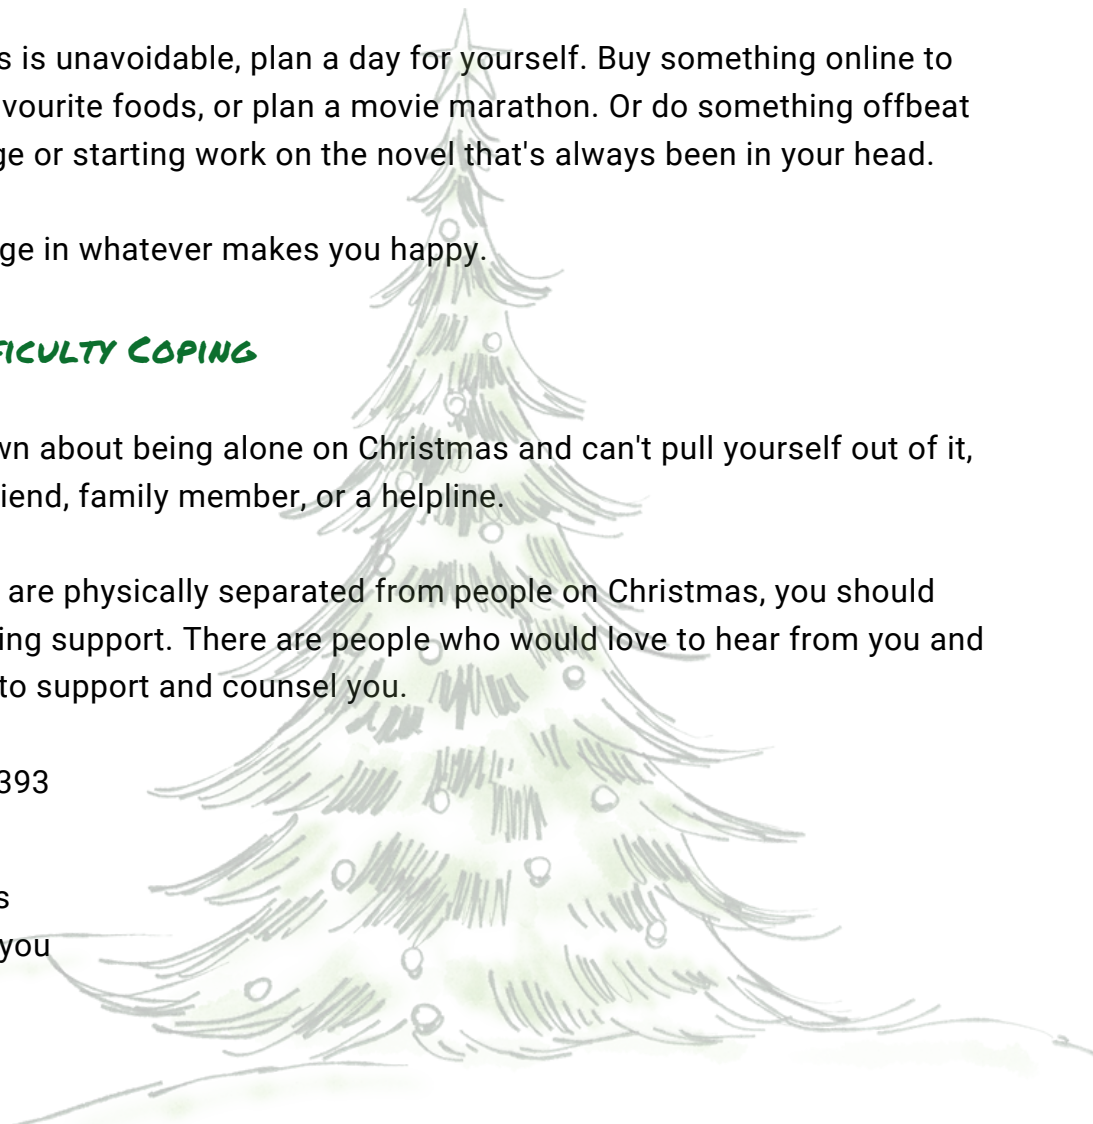 s is unavoidable, plan a day for yourself. Buy something online to
vourite foods, or plan a movie marathon. Or do something offbeat
ge or starting work on the novel that's always been in your head.
ge in whatever makes you happy.
FICULTY COPING
wn about being alone on Christmas and can't pull yourself out of it,
iend, family member, or a helpline.
are physically separated from people on Christmas, you should
ing support. There are people who would love to hear from you and
to support and counsel you.
393
s
you